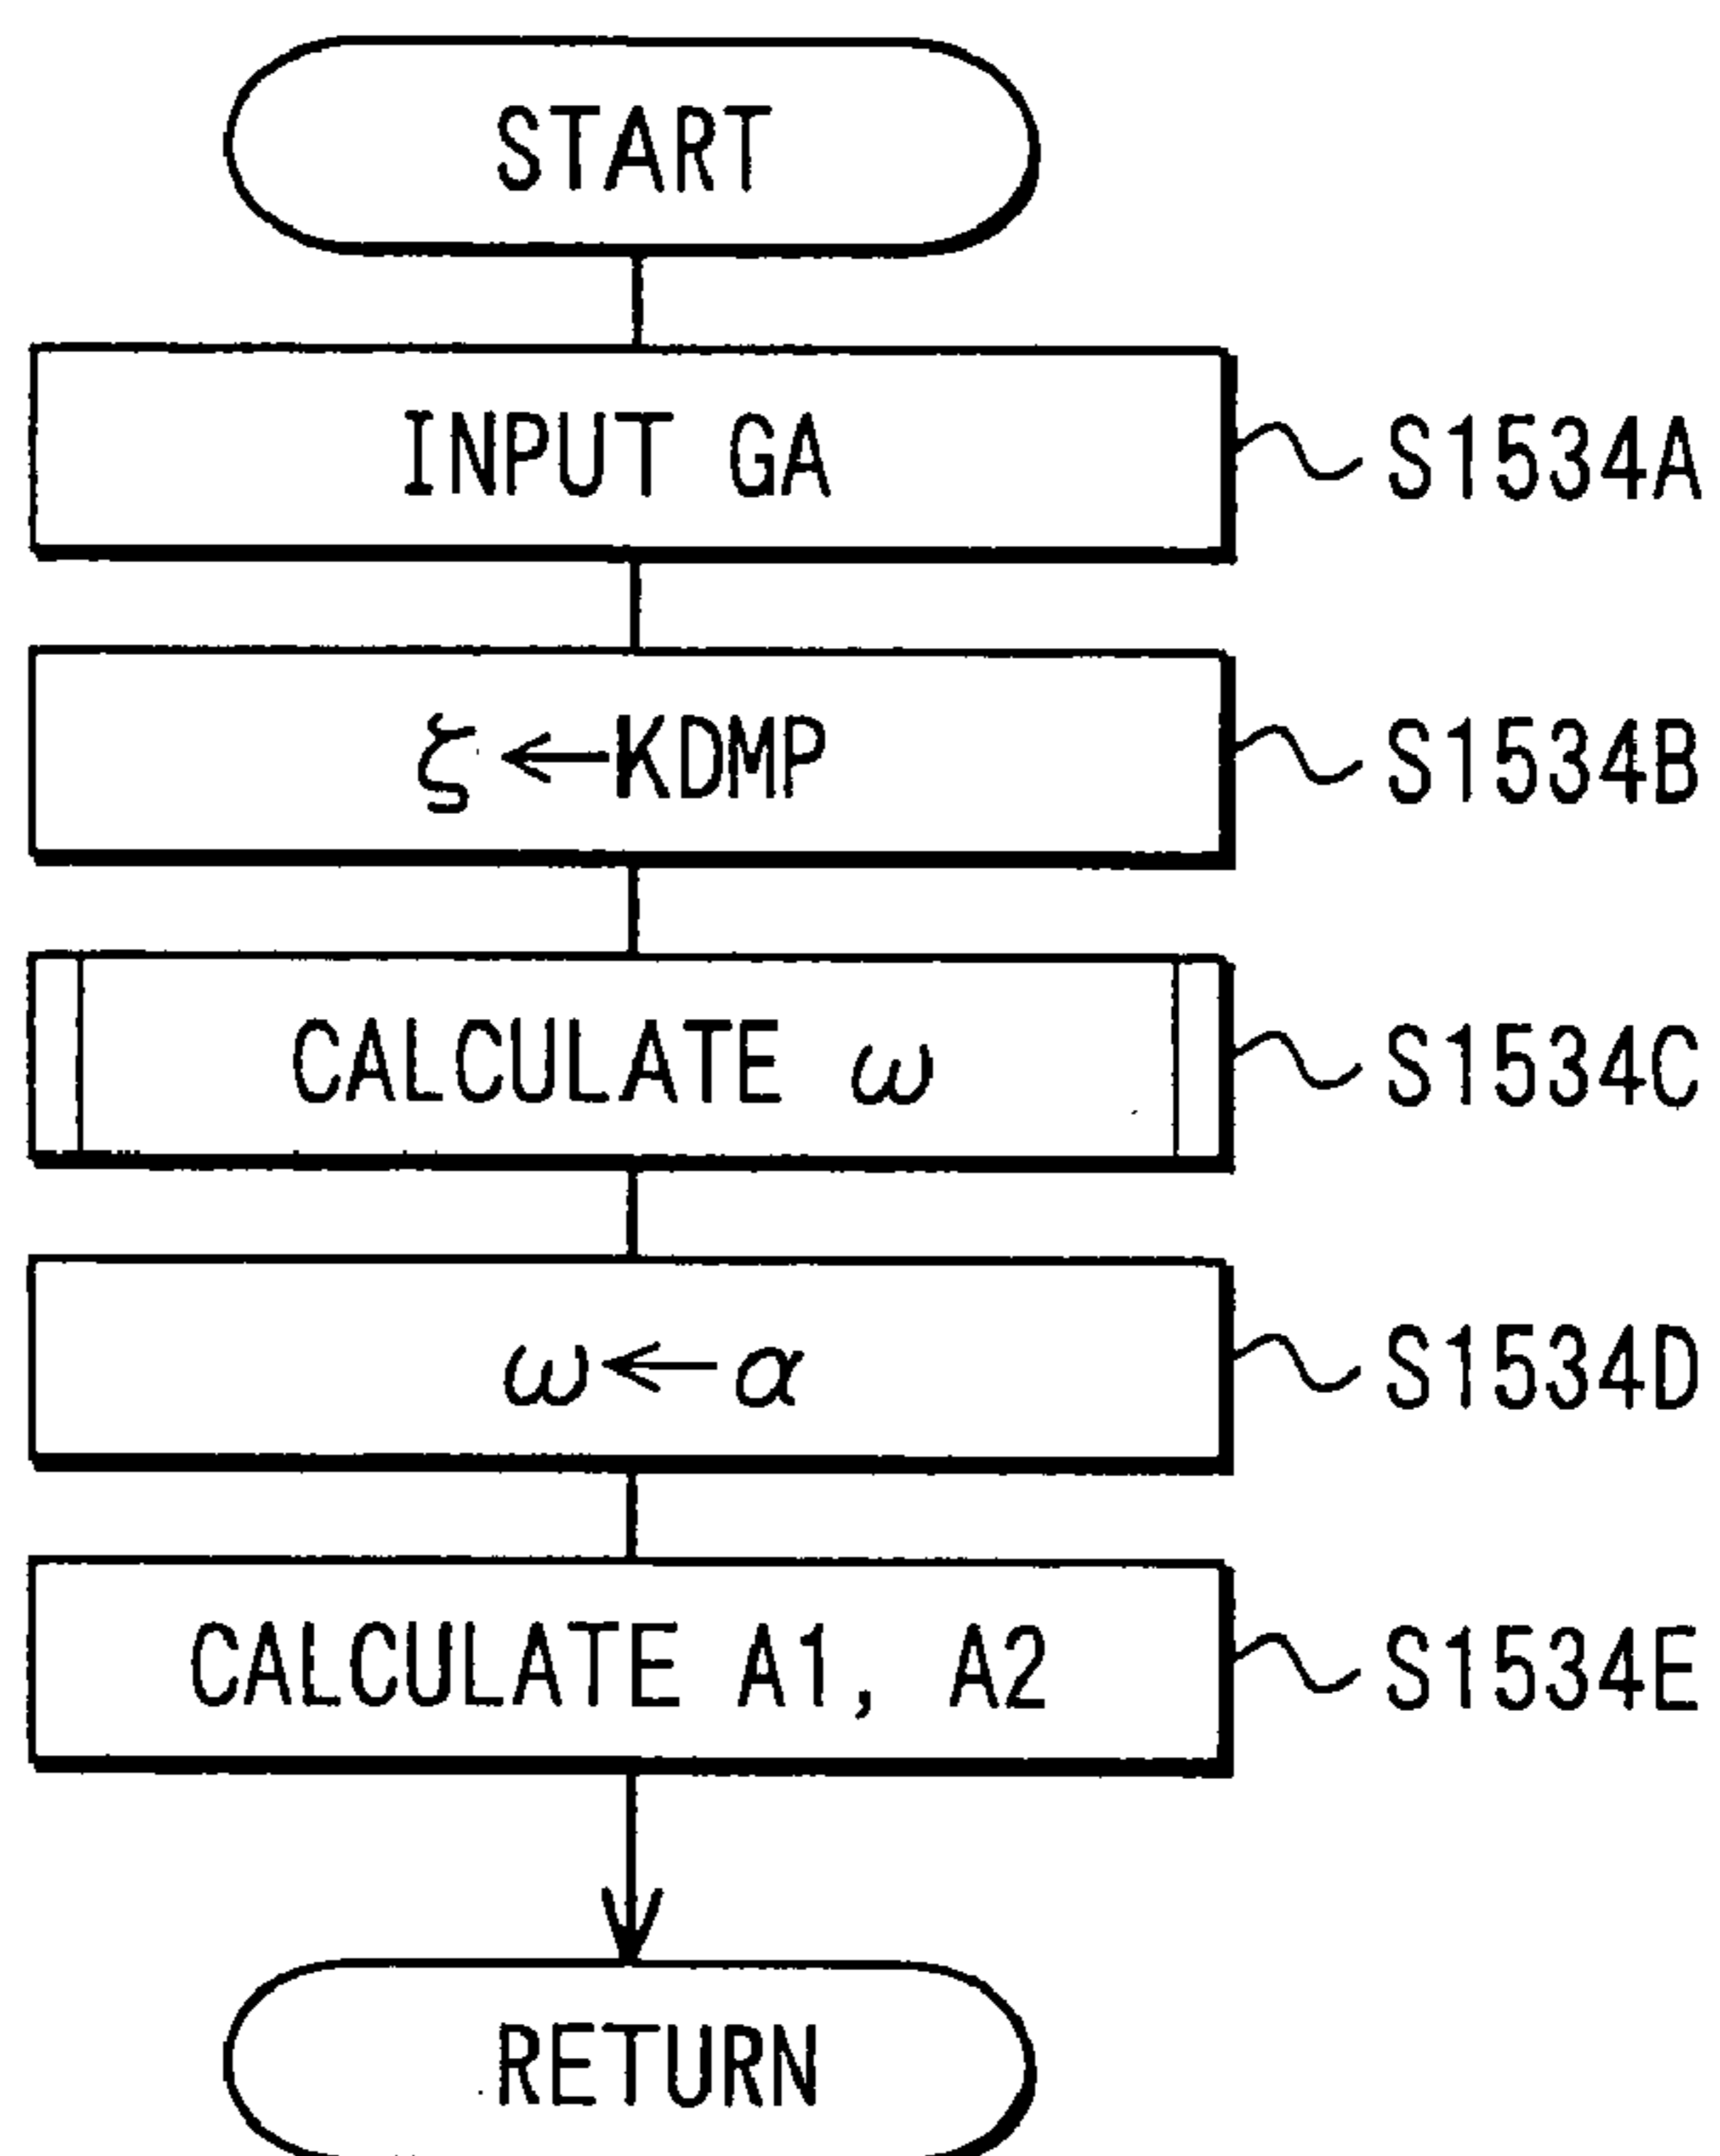 START
INPUT GA S1534A
ζ←KDMP S1534B
CALCULATE ω S1534C
ω←α S1534D
CALCULATE A1, A2 S1534E
RETURN